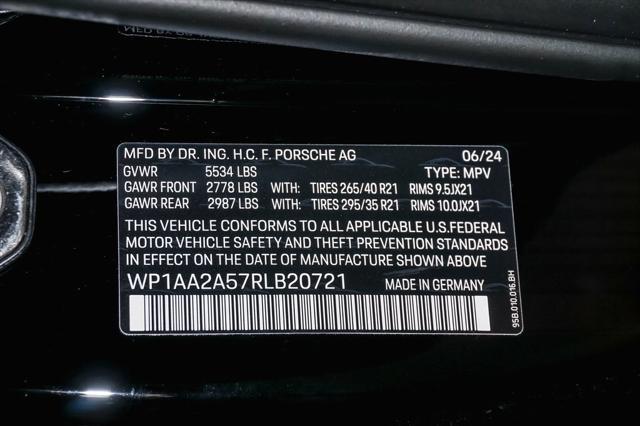 MFD BY DR. ING. H.C. F. PORSCHE AG 06/24
GVWR 5534 LBS TYPE: MPV
GAWR FRONT 2778 LBS WITH: TIRES 265/40 R21 RIMS 9.5JX21
GAWR REAR 2987 LBS WITH: TIRES 295/35 R21 RIMS 10.0JX21
THIS VEHICLE CONFORMS TO ALL APPLICABLE U.S.FEDERAL
MOTOR VEHICLE SAFETY AND THEFT PREVENTION STANDARDS
IN EFFECT ON THE DATE OF MANUFACTURE SHOWN ABOVE
WP1AA2A57RLB20721 MADE IN GERMANY
95B.010.016.BH